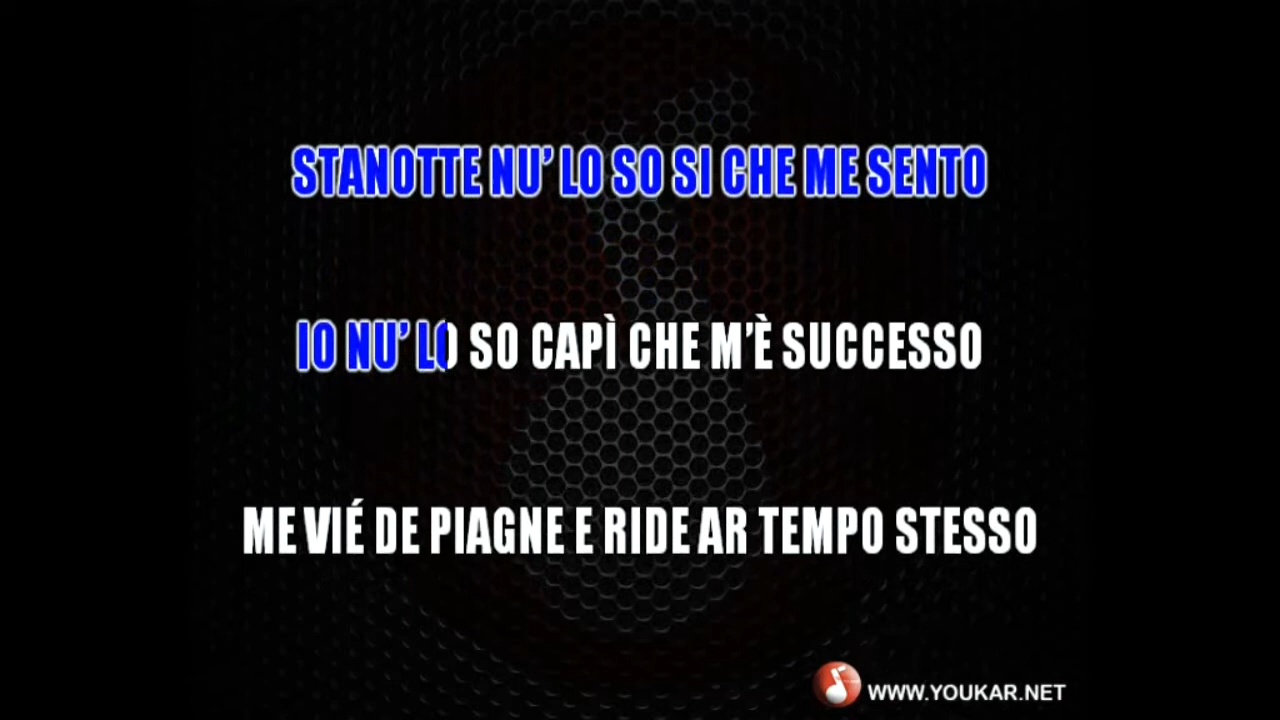 STANOTTE NU’ LO SO SI CHE ME SENTO
IO NU’ LO SO CAPÌ CHE M’È SUCCESSO
ME VIÉ DE PIAGNE E RIDE AR TEMPO STESSO
WWW.YOUKAR.NET